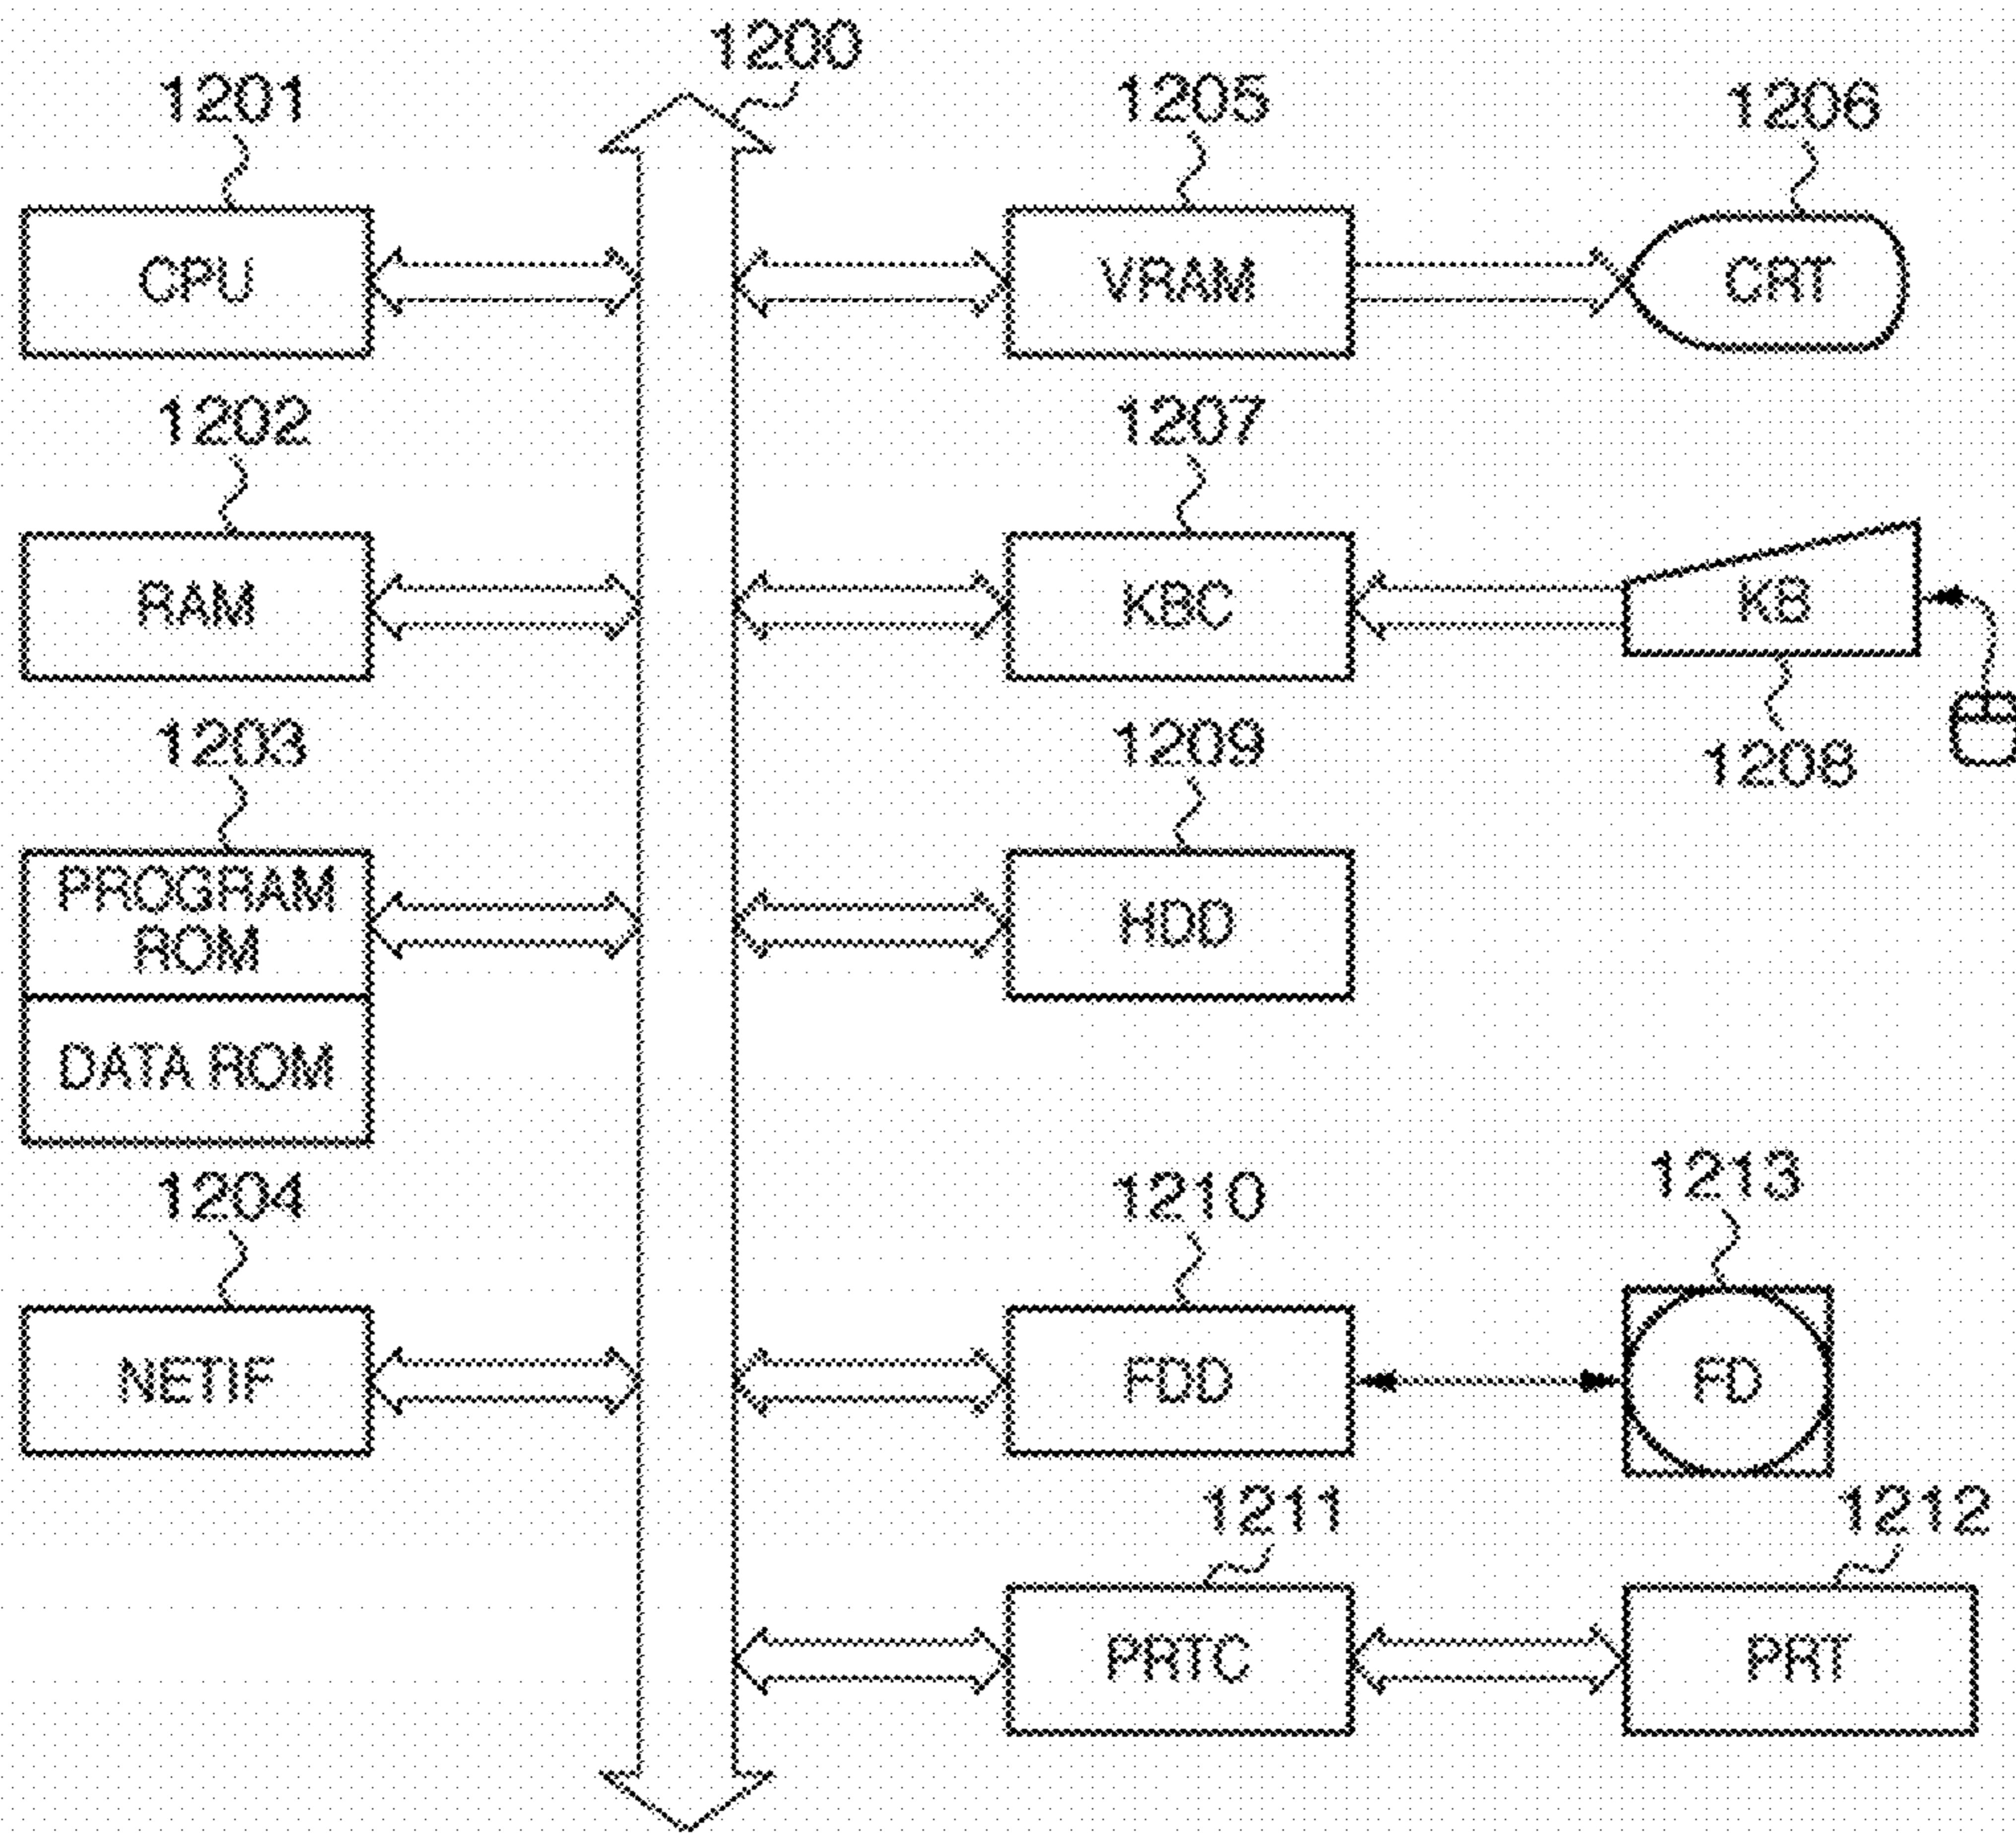 1200
1201
1205
1206
CPU
VRAM
CRT
1202
1207
RAM
KBC
KB
1203
1209
1208
PROGRAM
ROM
HDD
DATA ROM
1204
1210
1213
NETIF
FDD
FD
1211
1212
PRTC
PRT